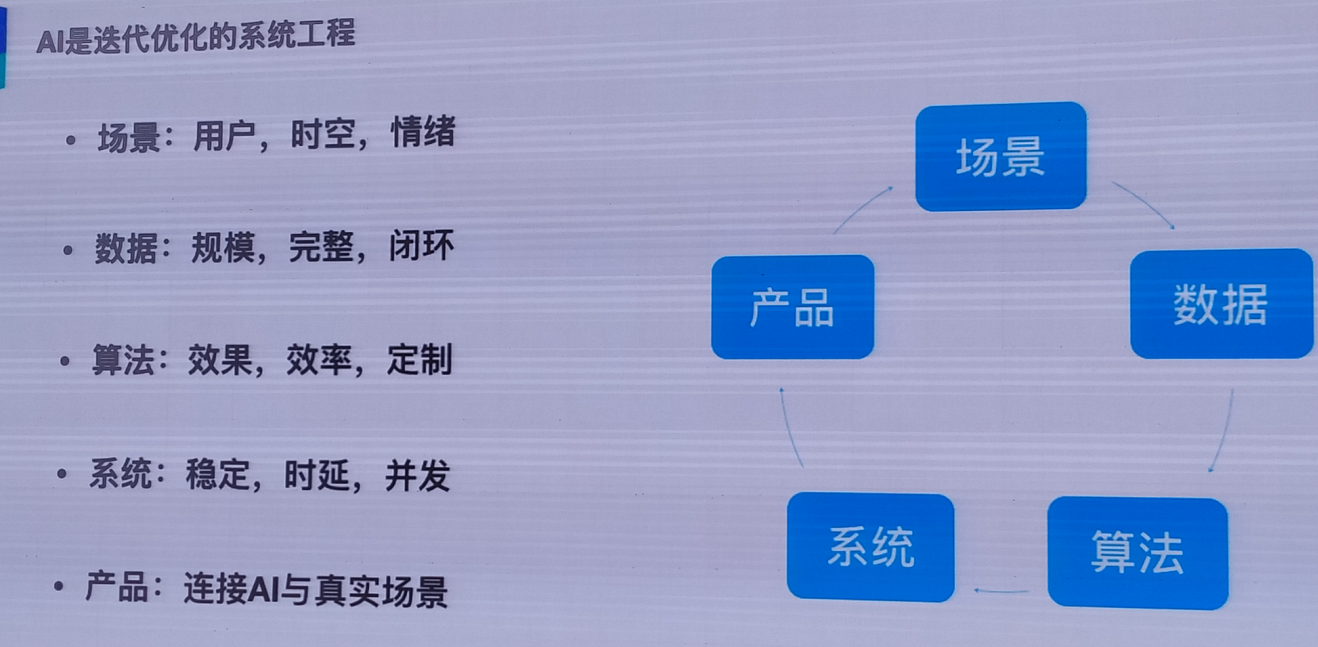 AI是迭代优化的系统工程
• 场景：用户，时空，情绪
• 数据：规模，完整，闭环
• 算法：效果，效率，定制
• 系统：稳定，时延，并发
• 产品：连接AI与真实场景
场景
数据
算法
系统
产品